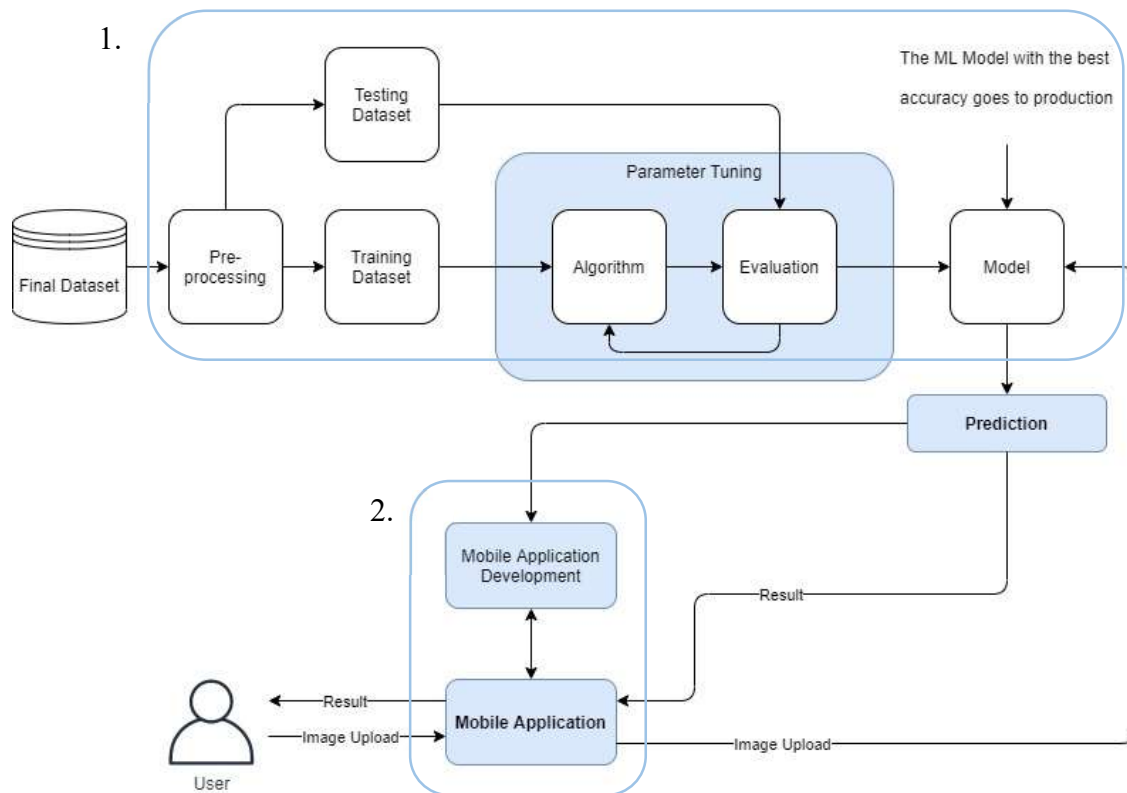 1.
The ML Model with the best
accuracy goes to production
Testing
Dataset
Parameter Tuning
Final Dataset
Pre-
processing
Training
Dataset
Algorithm
Evaluation
Model
Prediction
2.
Mobile Application
Development
Result
Result
Mobile Application
Image Upload
Image Upload
User